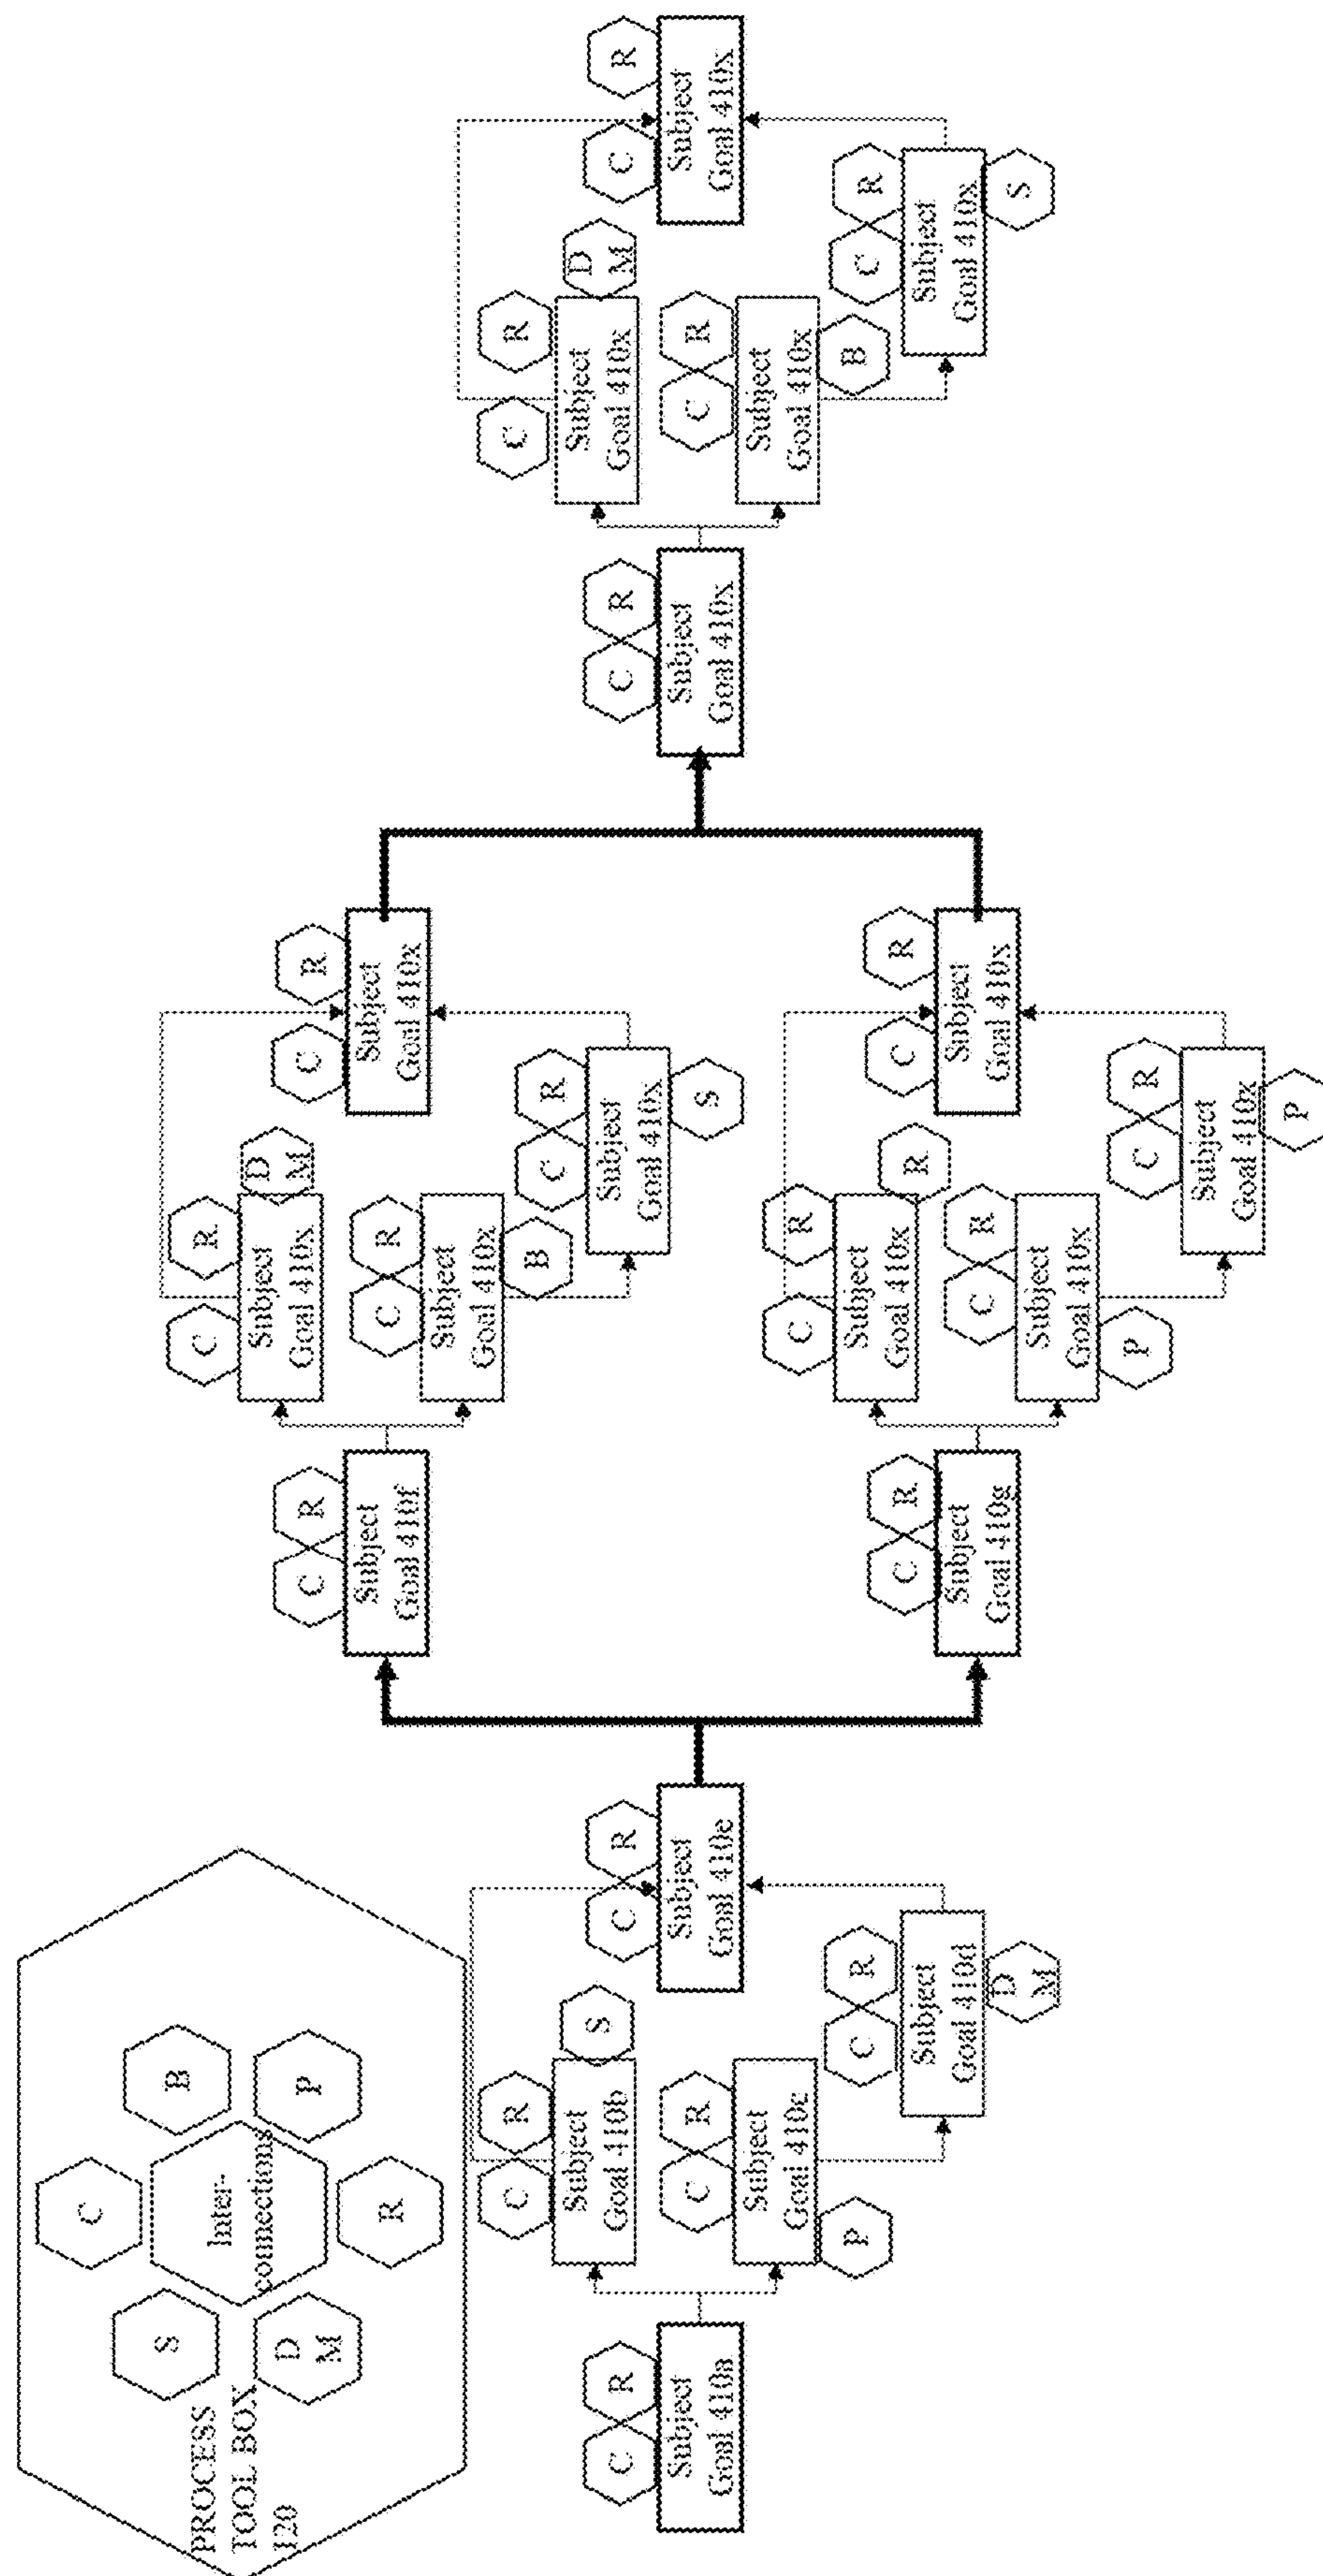 PROCESS
TOOL BOX
120
S
D
M
C
Inter-
connections
R
B
P
C
R
Subject
Goal 410a
C
R
Subject
Goal 410b
S
C
R
Subject
Goal 410c
P
C
R
Subject
Goal 410d
D
M
C
R
Subject
Goal 410e
C
R
Subject
Goal 410f
C
R
Subject
Goal 410x
D
M
C
R
Subject
Goal 410x
B
C
R
Subject
Goal 410x
S
C
R
Subject
Goal 410x
C
R
Subject
Goal 410g
C
R
Subject
Goal 410x
R
C
R
Subject
Goal 410x
P
C
R
Subject
Goal 410x
P
C
R
Subject
Goal 410x
C
R
Subject
Goal 410x
C
R
Subject
Goal 410x
D
M
C
R
Subject
Goal 410x
B
C
R
Subject
Goal 410x
S
C
R
Subject
Goal 410x